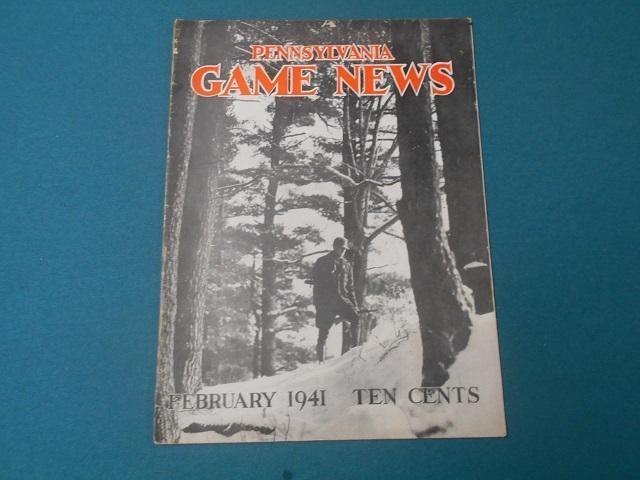 PENNSYLVANIA
GAME NEWS
FEBRUARY 1941 TEN CENTS